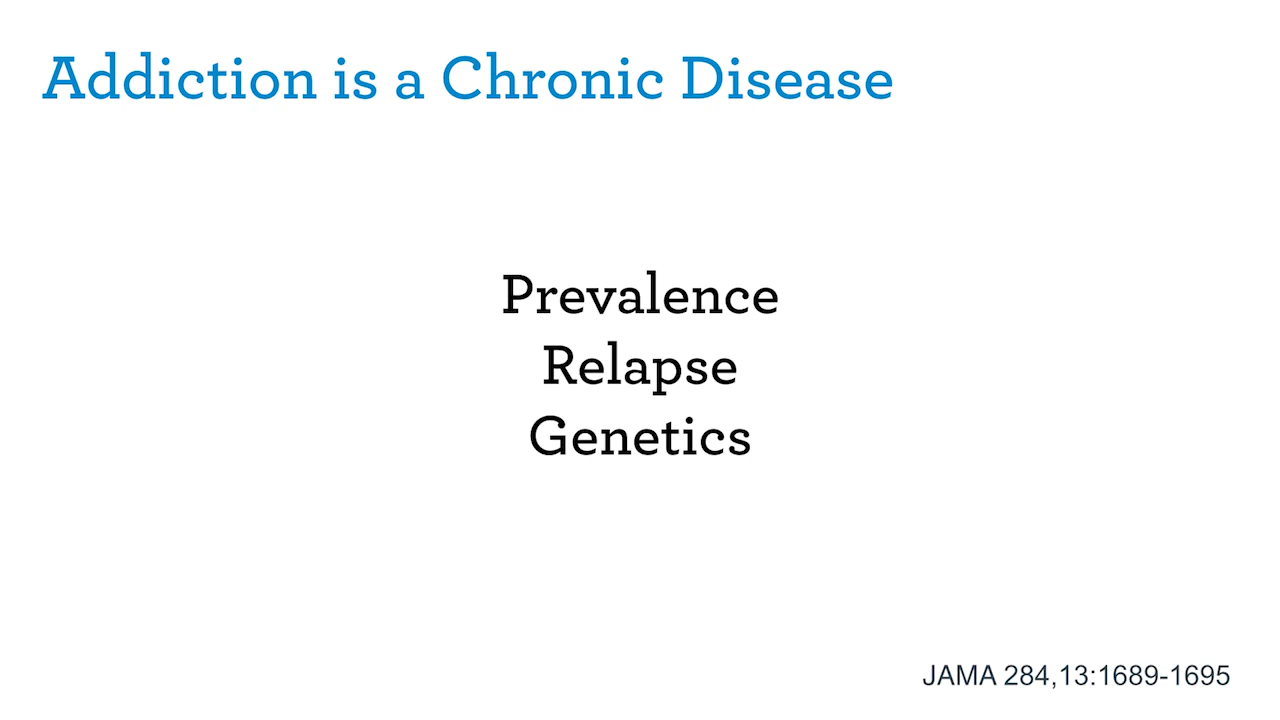 Addiction is a Chronic Disease
Prevalence
Relapse
Genetics
JAMA 284,13:1689-1695